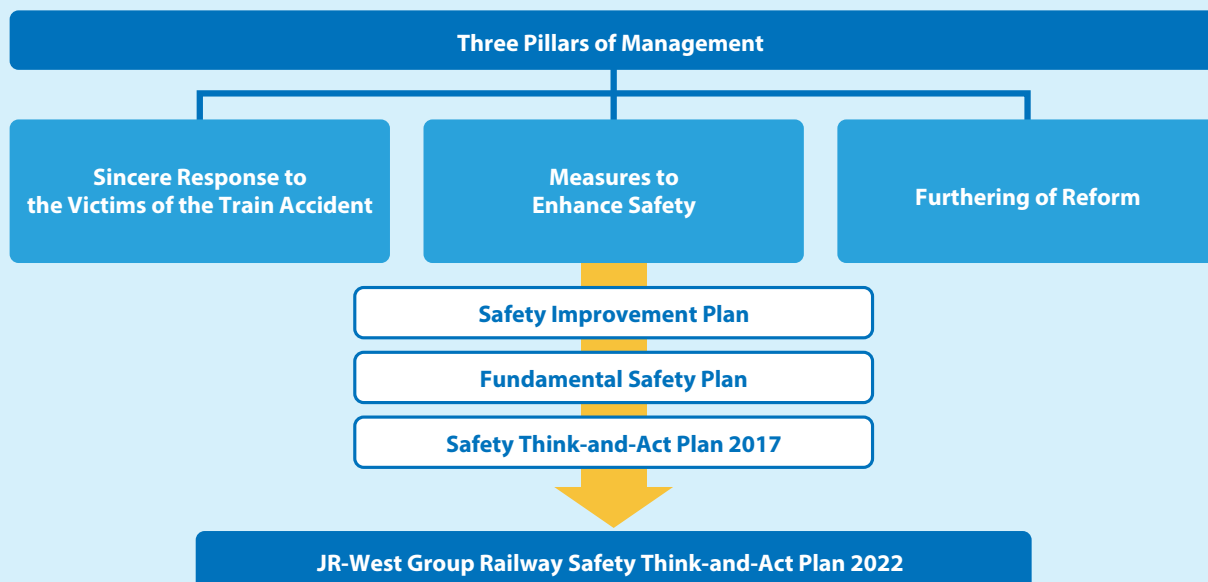 Three Pillars of Management
Sincere Response to
the Victims of the Train Accident
Measures to
Enhance Safety
Furthering of Reform
Safety Improvement Plan
Fundamental Safety Plan
Safety Think-and-Act Plan 2017
JR-West Group Railway Safety Think-and-Act Plan 2022